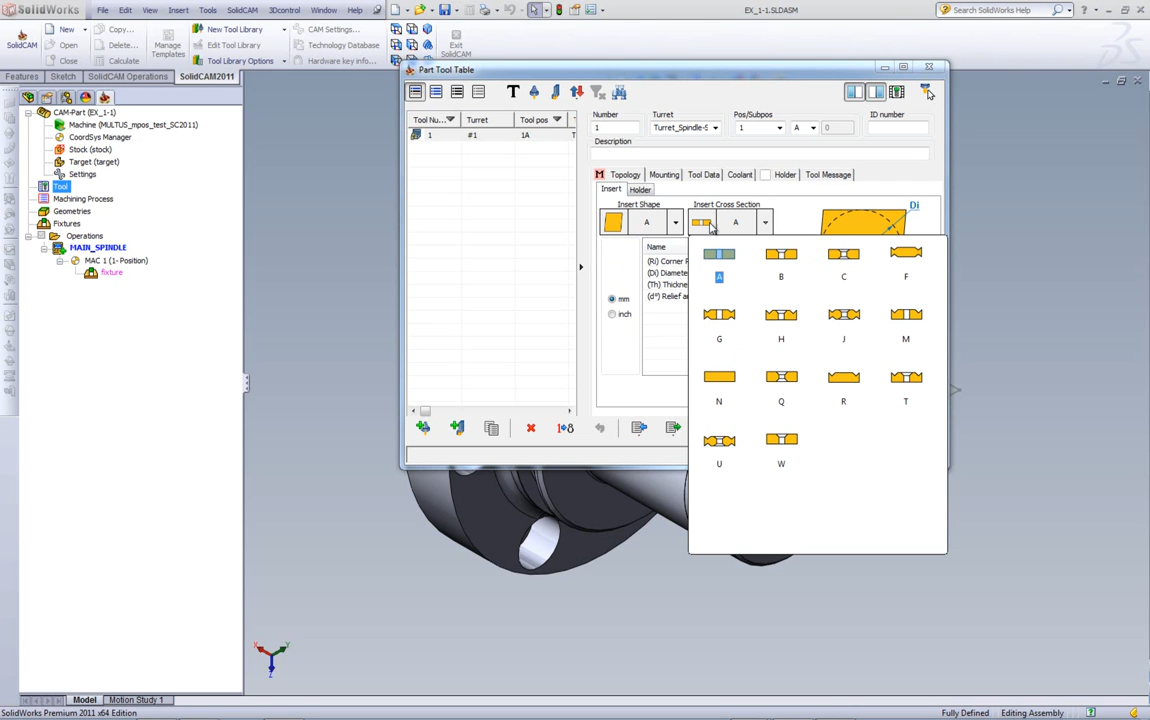 SolidWorks File Edit View Insert Tools SolidCAM 3Dcontrol Window Help EX_1-1.SLDASM Search SolidWorks Help
SolidCAM
New Copy...
Open Delete...
Close Calculate
Manage Templates
New Tool Library CAM Settings...
Edit Tool Library Technology Database
Tool Library Options Hardware key info...
Exit SolidCAM
Features Sketch SolidCAM Operations SolidCAM2011
CAM-Part (EX_1-1)
Machine (MULTUS_mpos_test_SC2011)
CoordSys Manager
Stock (stock)
Target (target)
Settings
Tool
Machining Process
Geometries
Fixtures
Operations
MAIN_SPINDLE
MAC 1 (1- Position)
fixture
Part Tool Table
Tool Nu... Turret Tool pos
1 #1 1A T
Number Turret Pos/Subpos ID number
1 Turret_Spindle-S 1 A 0
Description
M Topology Mounting Tool Data Coolant Holder Tool Message
Insert Holder
Insert Shape Insert Cross Section
A A
Di
Name
(Ri) Corner
(Di) Diamete
(Th) Thickne
(d°) Relief a
mm
inch
A B C F
G H J M
N Q R T
U W
1 8
X Y
Z
Model Motion Study 1
SolidWorks Premium 2011 x64 Edition Fully Defined Editing Assembly